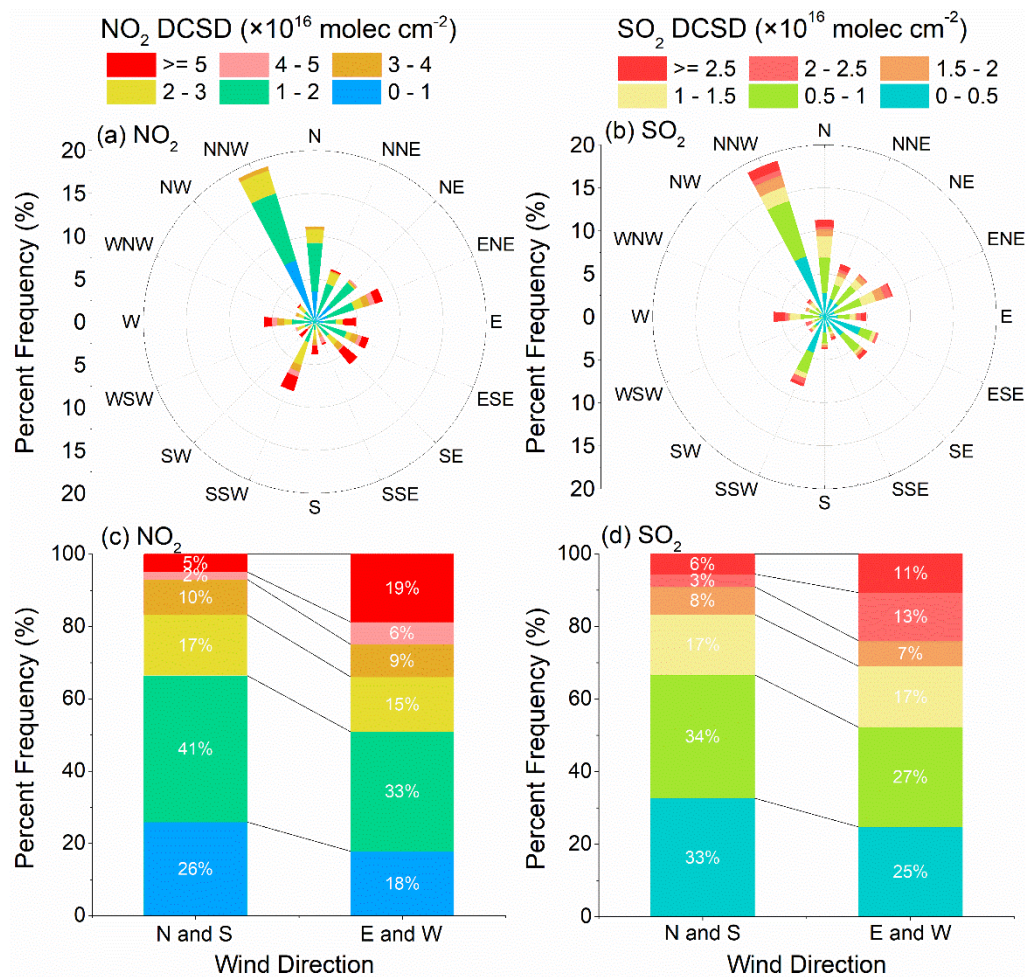 NO₂ DCSD (×10¹⁶ molec cm⁻²)
>= 5 4 - 5 3 - 4
2 - 3 1 - 2 0 - 1
SO₂ DCSD (×10¹⁶ molec cm⁻²)
>= 2.5 2 - 2.5 1.5 - 2
1 - 1.5 0.5 - 1 0 - 0.5
(a) NO₂
Percent Frequency (%)
20
15
10
5
0
5
10
15
20
N
NNE
NE
ENE
E
ESE
SE
SSE
S
SSW
SW
WSW
W
WNW
NW
NNW
(b) SO₂
Percent Frequency (%)
20
15
10
5
0
5
10
15
20
N
NNE
NE
ENE
E
ESE
SE
SSE
S
SSW
SW
WSW
W
WNW
NW
NNW
(c) NO₂
Percent Frequency (%)
100
80
60
40
20
0
5%
2%
10%
17%
41%
26%
19%
6%
9%
15%
33%
18%
N and S E and W
Wind Direction
(d) SO₂
Percent Frequency (%)
100
80
60
40
20
0
6%
3%
8%
17%
34%
33%
11%
13%
7%
17%
27%
25%
N and S E and W
Wind Direction